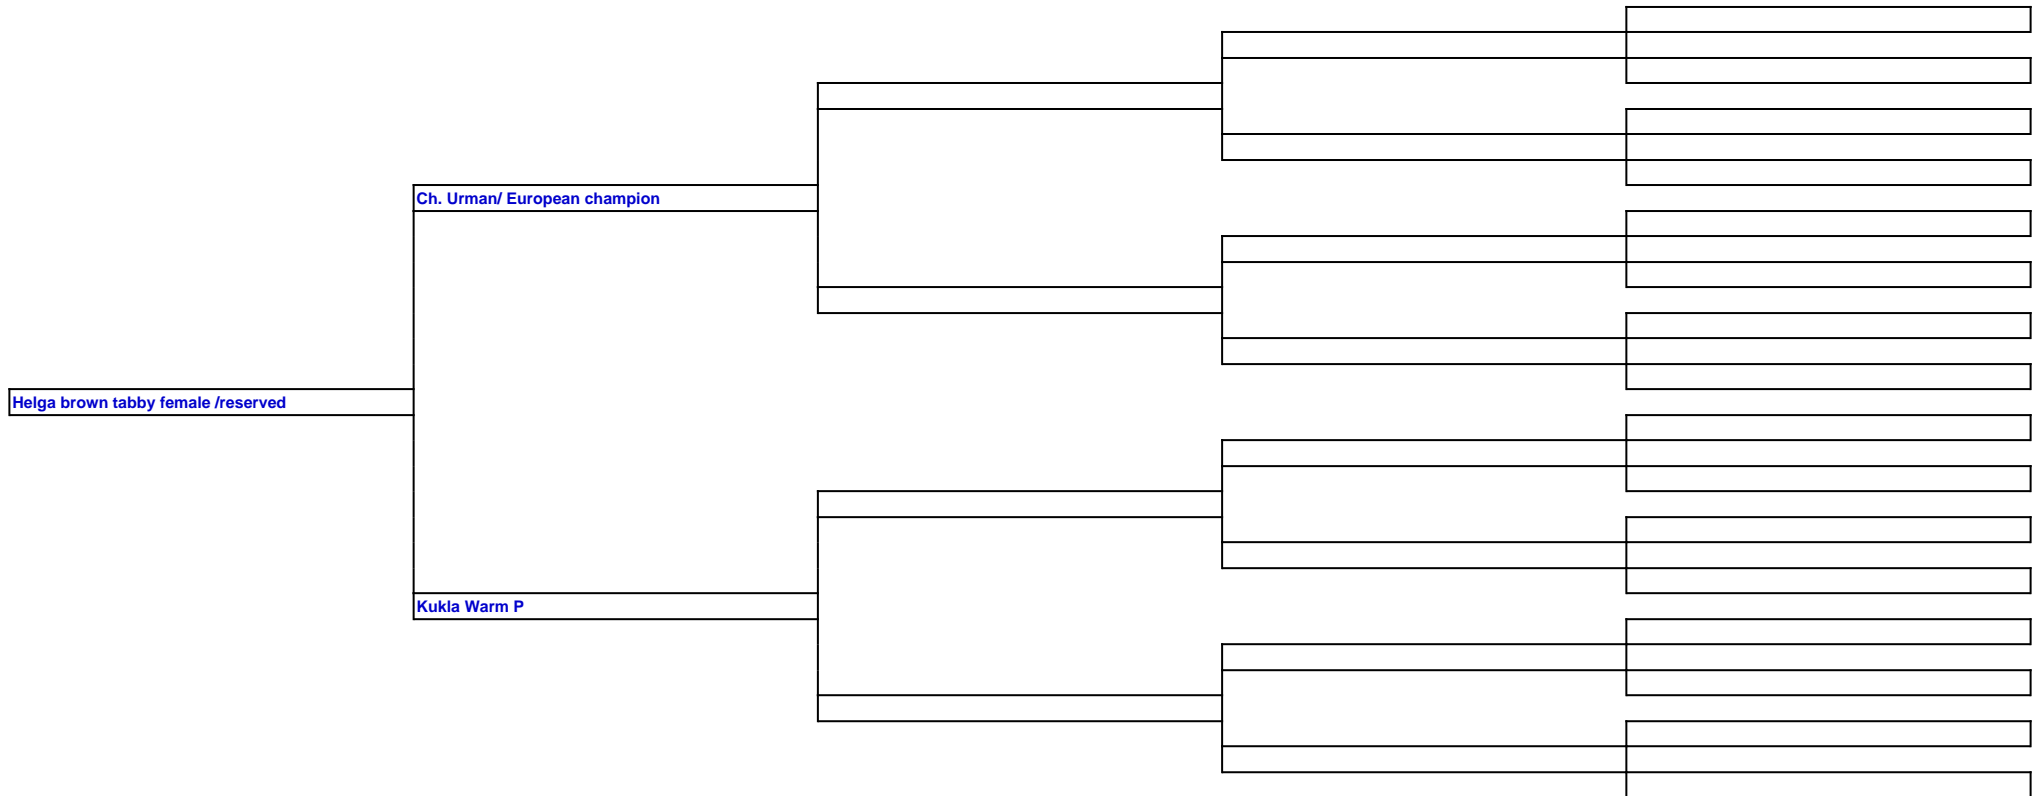 Ch. Urman/ European champion
Helga brown tabby female /reserved
Kukla Warm P